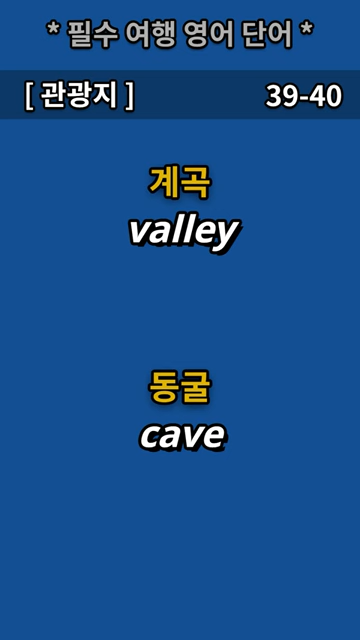 * 필수 여행 영어 단어 *
[ 관광지 ] 39-40
계곡
valley
동굴
cave